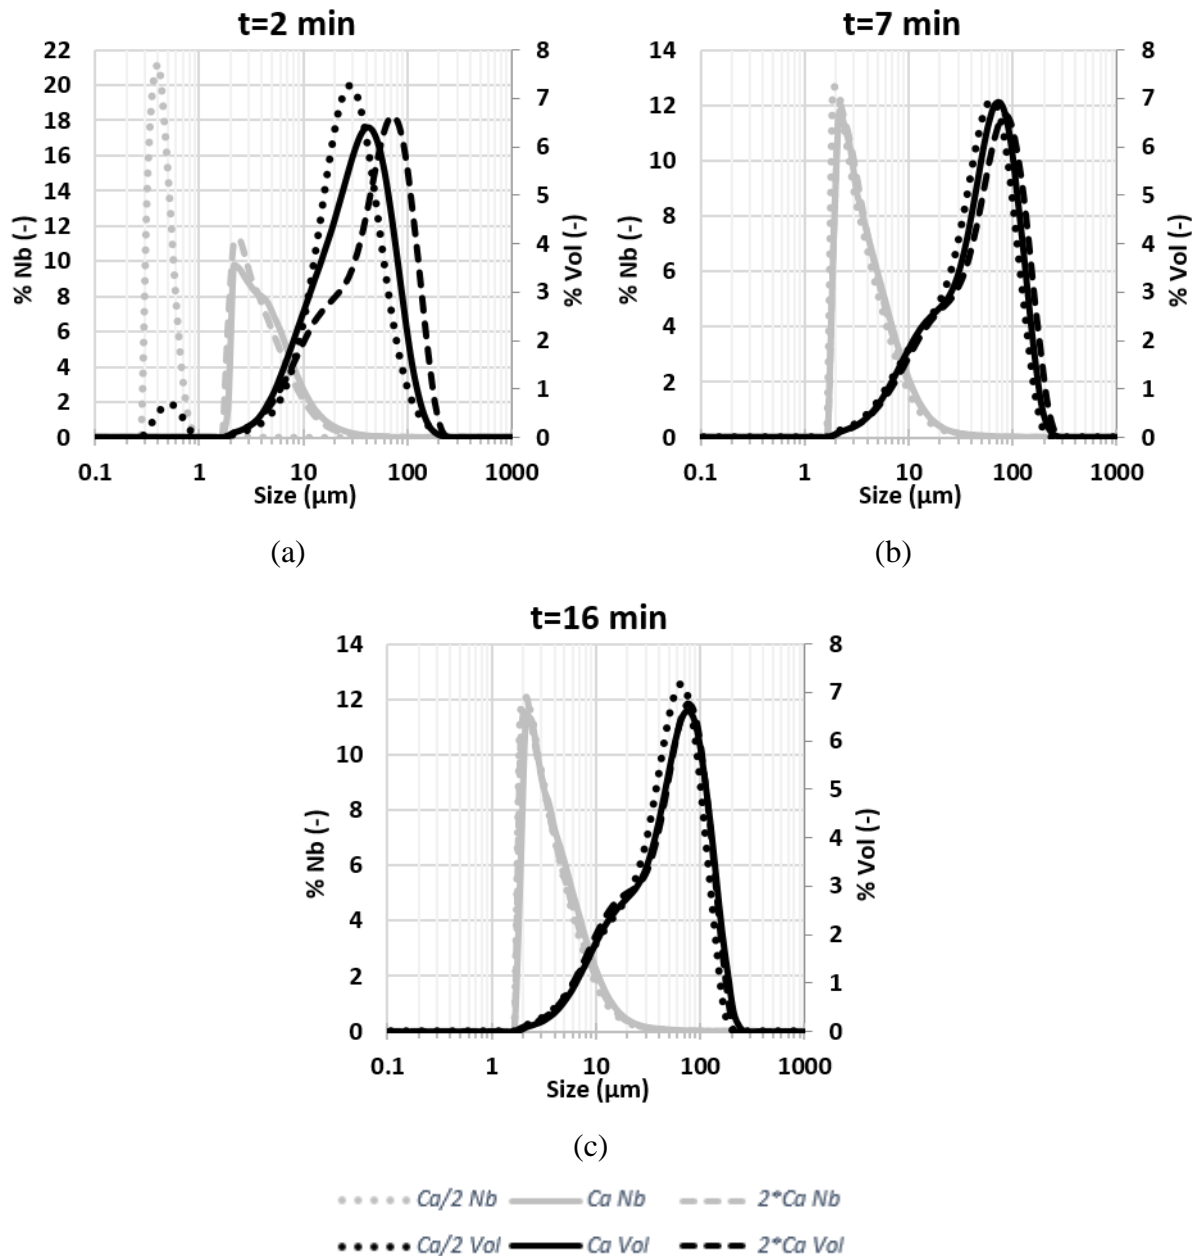 t=2 min
t=7 min
22
20
18
16
14
12
10
8
6
4
2
0
% Nb (-)
8
7
6
5
4
3
2
1
0
% Vol (-)
0.1 1 10 100 1000
Size (µm)
(a)
14
12
10
8
6
4
2
0
% Nb (-)
8
7
6
5
4
3
2
1
0
% Vol (-)
0.1 1 10 100 1000
Size (µm)
(b)
t=16 min
14
12
10
8
6
4
2
0
% Nb (-)
8
7
6
5
4
3
2
1
0
% Vol (-)
0.1 1 10 100 1000
Size (µm)
(c)
Ca/2 Nb Ca Nb 2*Ca Nb
Ca/2 Vol Ca Vol 2*Ca Vol